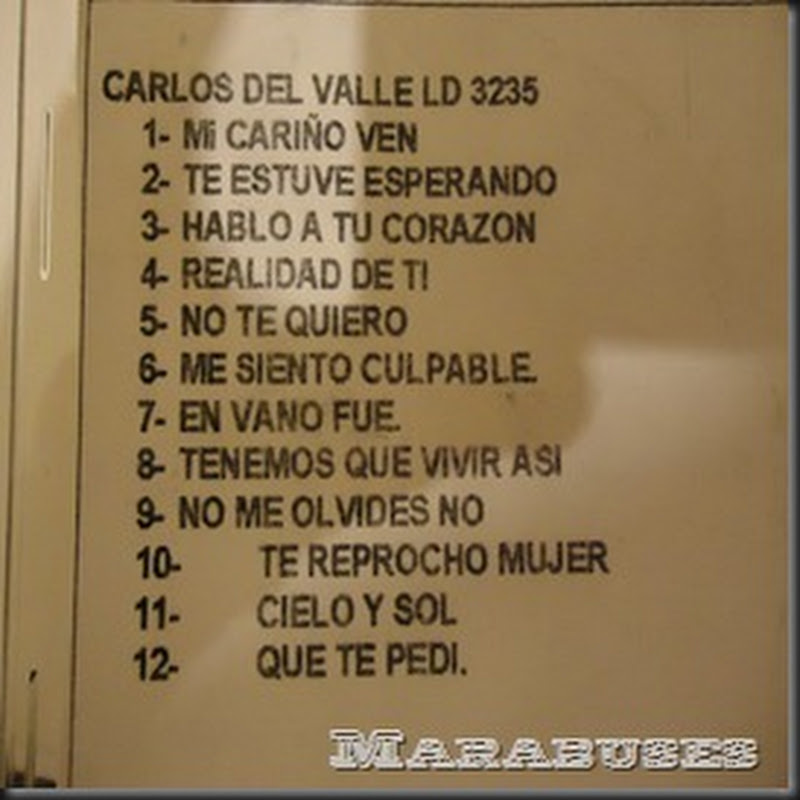 CARLOS DEL VALLE LD 3235
1- Mi CARIÑO VEN
2- TE ESTUVE ESPERANDO
3- HABLO A TU CORAZON
4- REALIDAD DE TI
5- NO TE QUIERO
6- ME SIENTO CULPABLE.
7- EN VANO FUE.
8- TENEMOS QUE VIVIR ASI
9- NO ME OLVIDES NO
10- TE REPROCHO MUJER
11- CIELO Y SOL
12- QUE TE PEDI.
MARABUSES